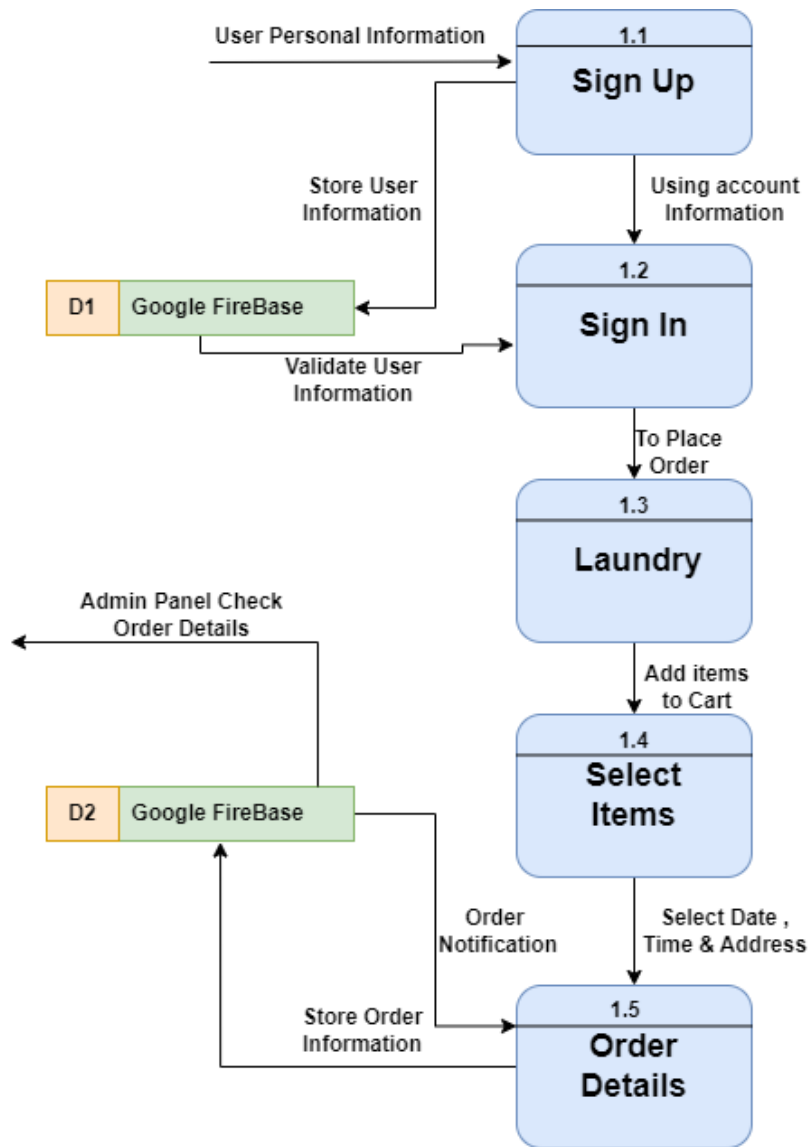 User Personal Information
1.1
Sign Up
Store User
Information
Using account
Information
1.2
Sign In
D1
Google FireBase
Validate User
Information
To Place
Order
1.3
Laundry
Admin Panel Check
Order Details
Add items
to Cart
1.4
Select
Items
D2
Google FireBase
Order
Notification
Select Date ,
Time & Address
Store Order
Information
1.5
Order
Details